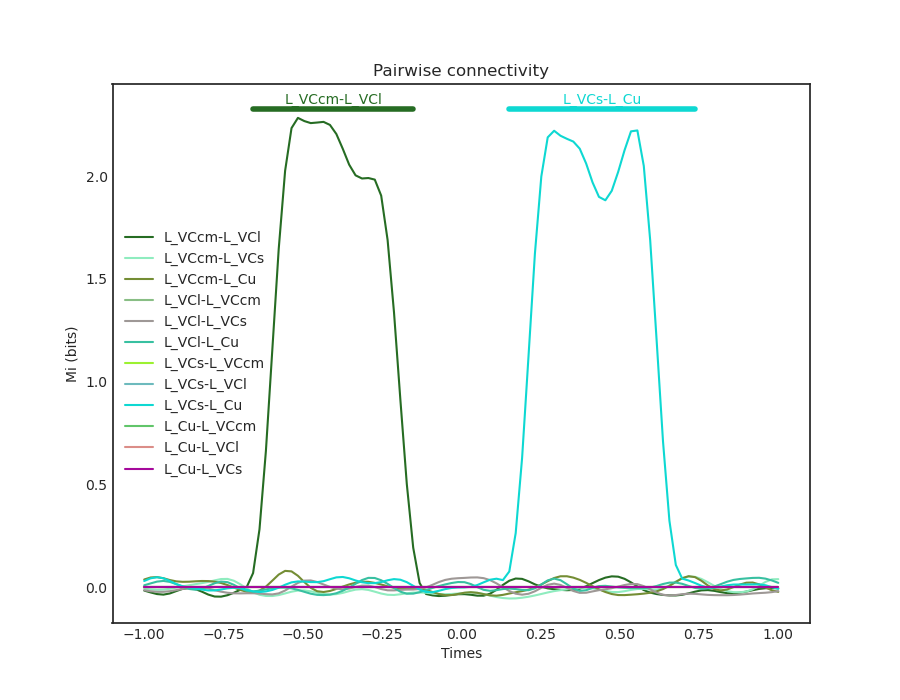 Pairwise connectivity
L_VCcm-L_VCl
L_VCs-L_Cu
2.0
1.5
1.0
0.5
0.0
Mi (bits)
L_VCcm-L_VCl
L_VCcm-L_VCs
L_VCcm-L_Cu
L_VCl-L_VCcm
L_VCl-L_VCs
L_VCl-L_Cu
L_VCs-L_VCcm
L_VCs-L_VCl
L_VCs-L_Cu
L_Cu-L_VCcm
L_Cu-L_VCl
L_Cu-L_VCs
−1.00 −0.75 −0.50 −0.25 0.00 0.25 0.50 0.75 1.00
Times